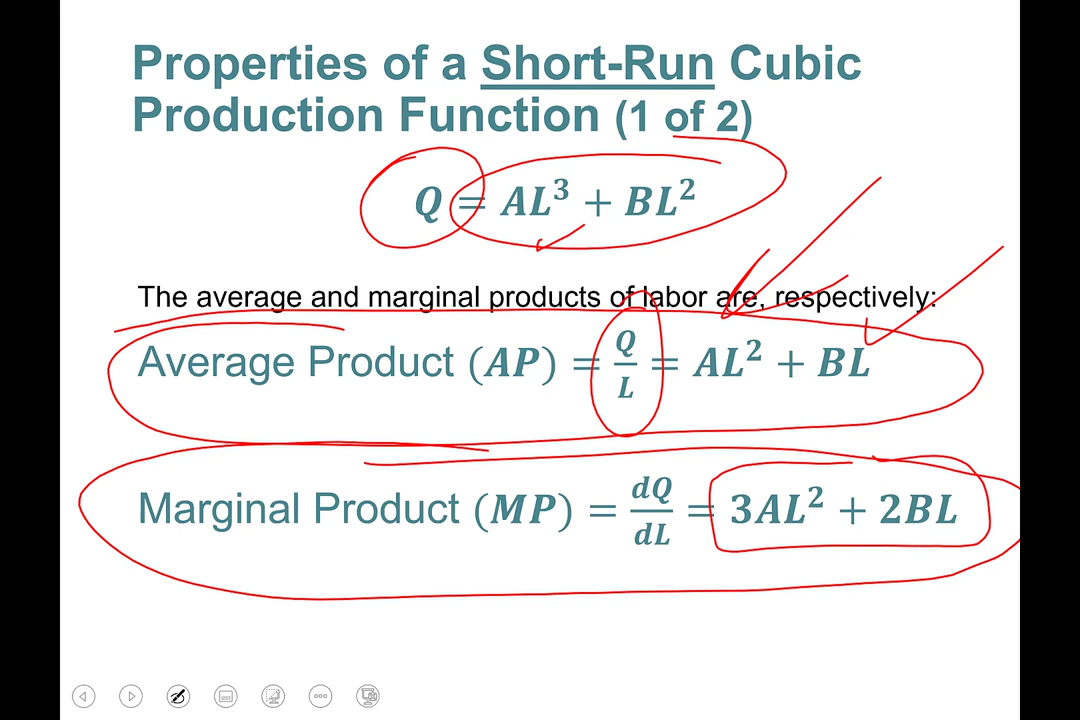 Properties of a Short-Run Cubic
Production Function (1 of 2)
Q = AL³ + BL²
The average and marginal products of labor are, respectively:
Average Product (AP) = Q/L = AL² + BL
Marginal Product (MP) = dQ/dL = 3AL² + 2BL